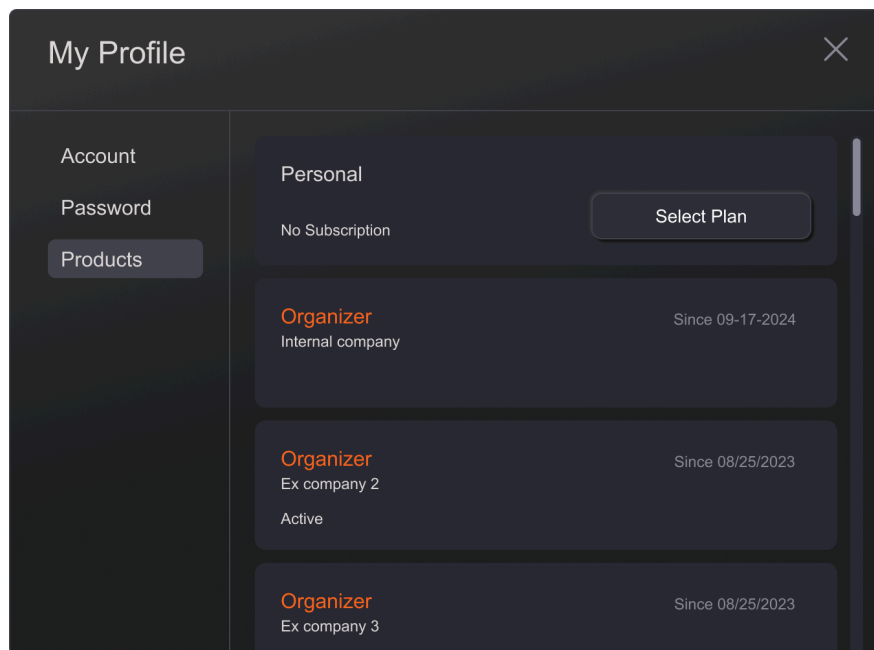 My Profile
Account
Password
Products
Personal
No Subscription
Select Plan
Organizer
Since 09-17-2024
Internal company
Organizer
Since 08/25/2023
Ex company 2
Active
Organizer
Since 08/25/2023
Ex company 3